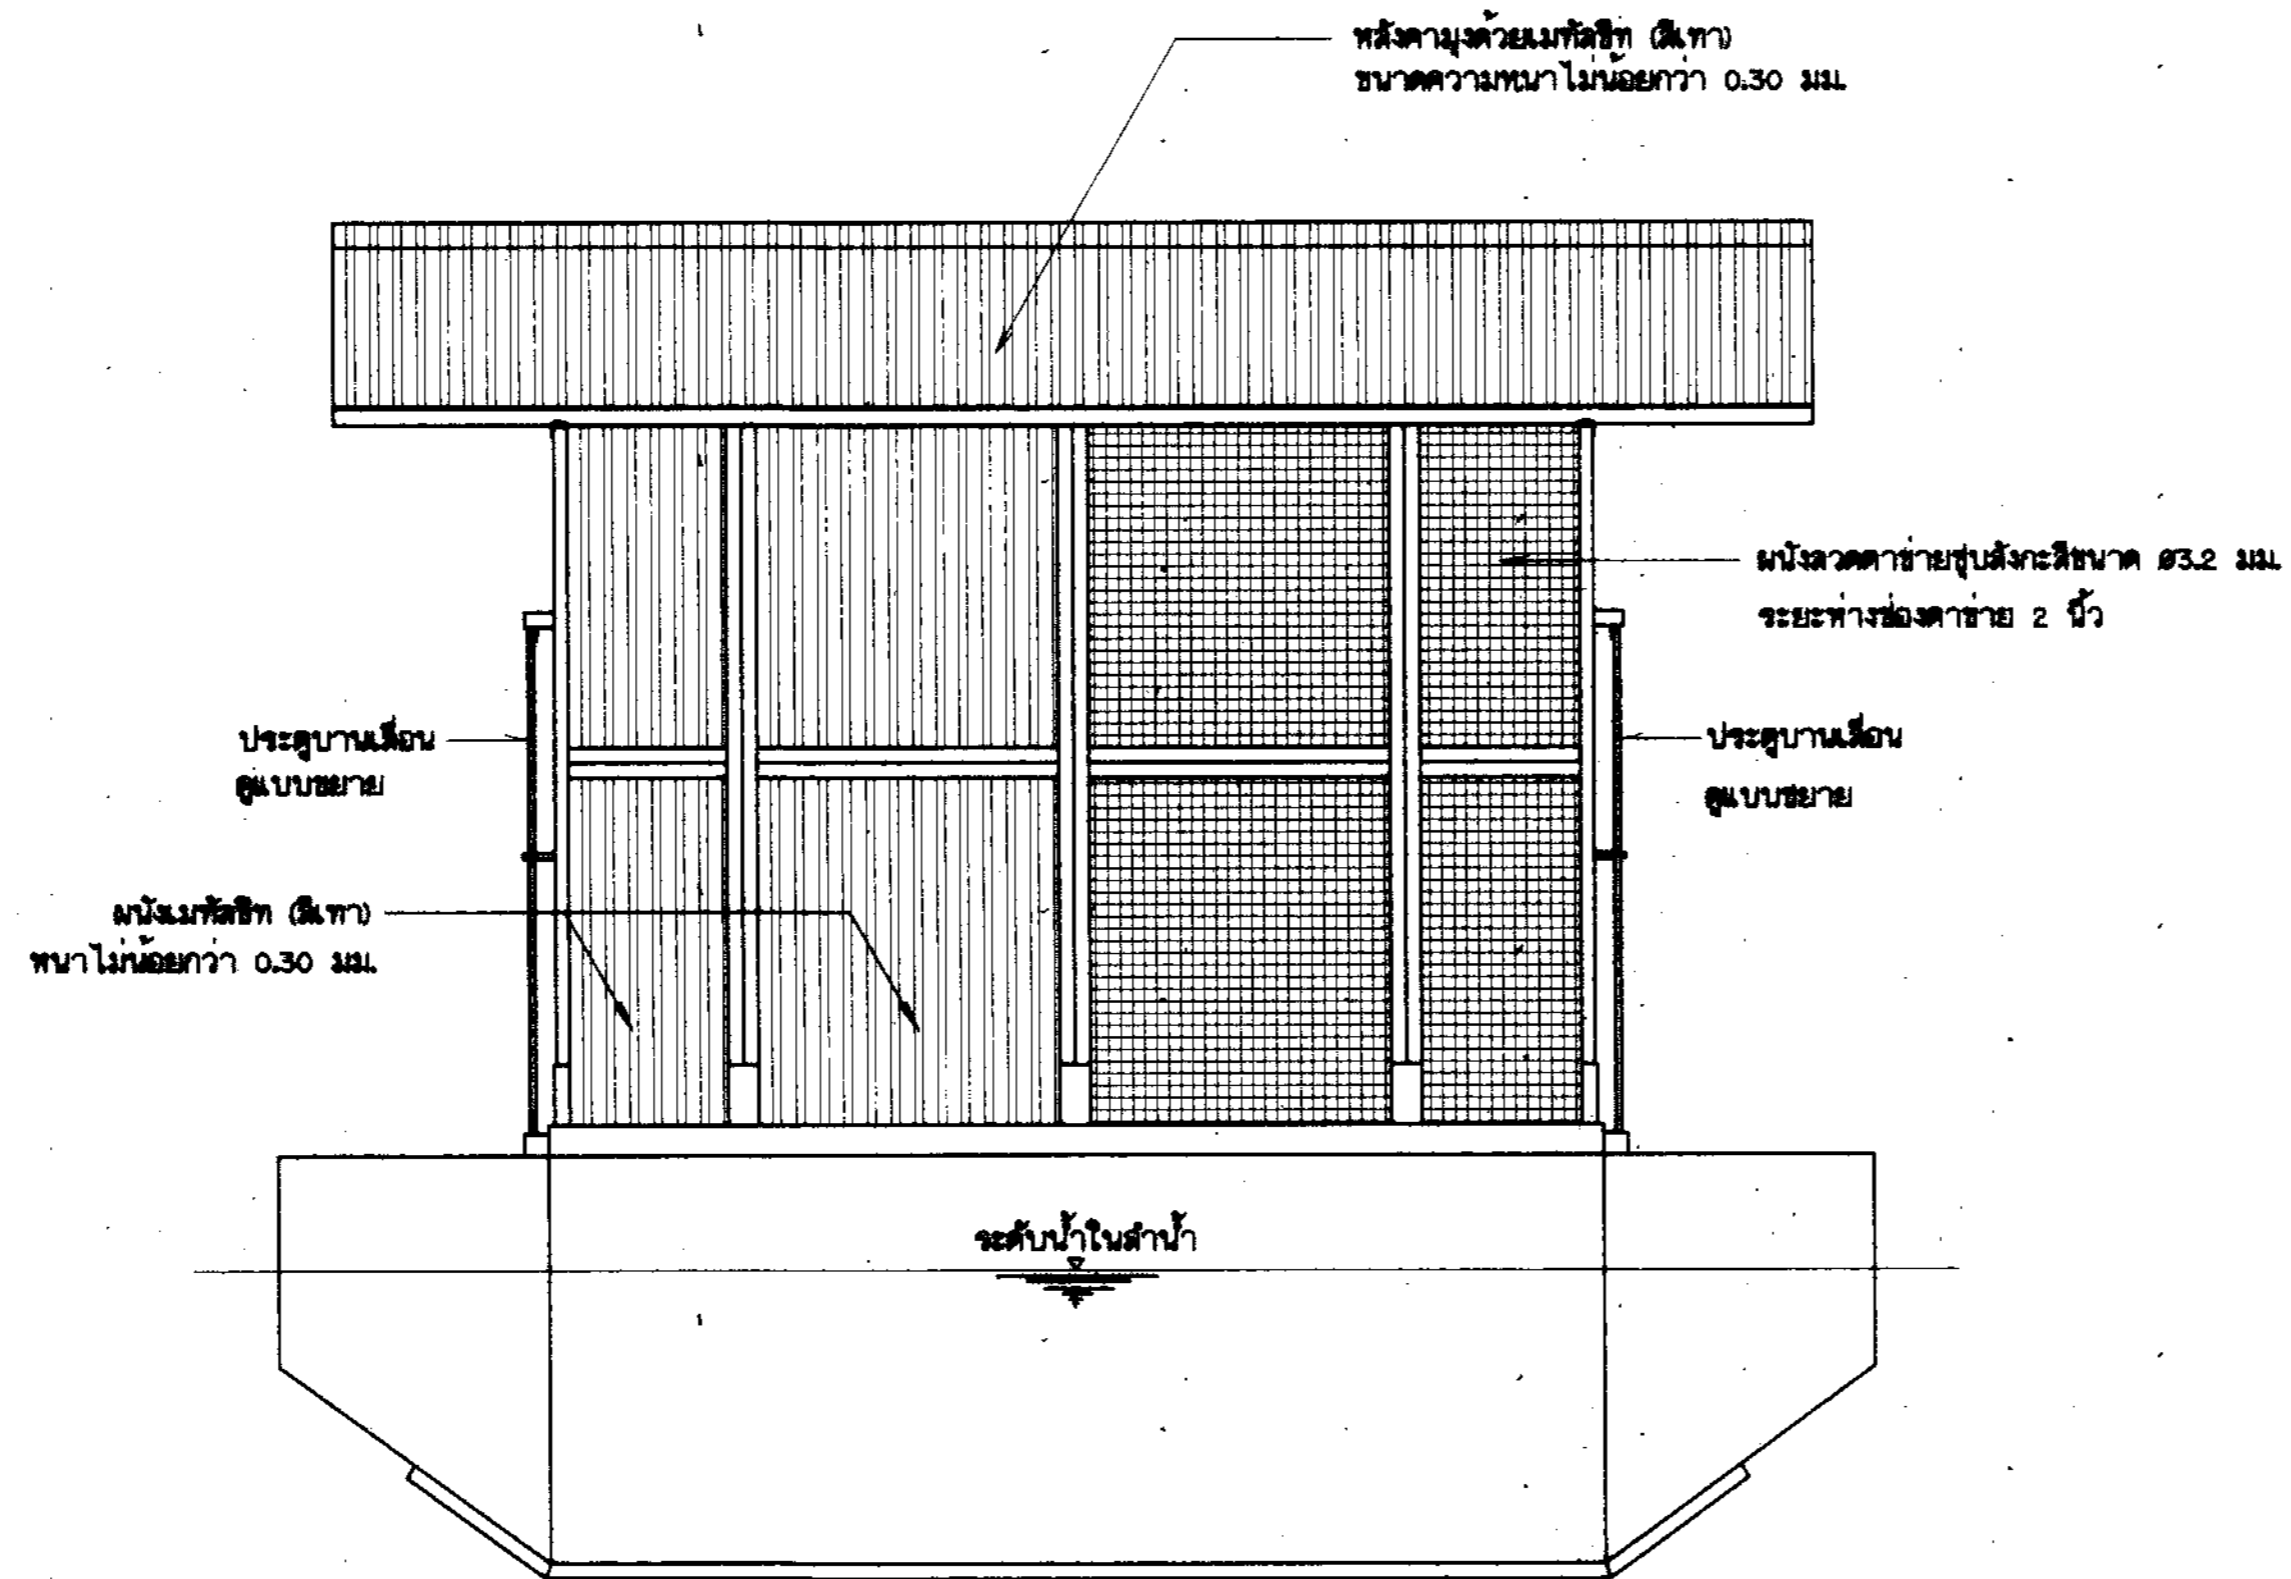 หลังคามุงด้วยเมทัลชีท (สีเทา)
ขนาดความหนาไม่น้อยกว่า 0.30 มม.
ผนังลวดตาข่ายชุบสังกะสีขนาด ø3.2 มม.
ระยะห่างช่องตาข่าย 2 นิ้ว
ประตูบานเลื่อน
ดูแบบขยาย
ประตูบานเลื่อน
ดูแบบขยาย
ผนังเมทัลชีท (สีเทา)
หนาไม่น้อยกว่า 0.30 มม.
ระดับน้ำในลำน้ำ